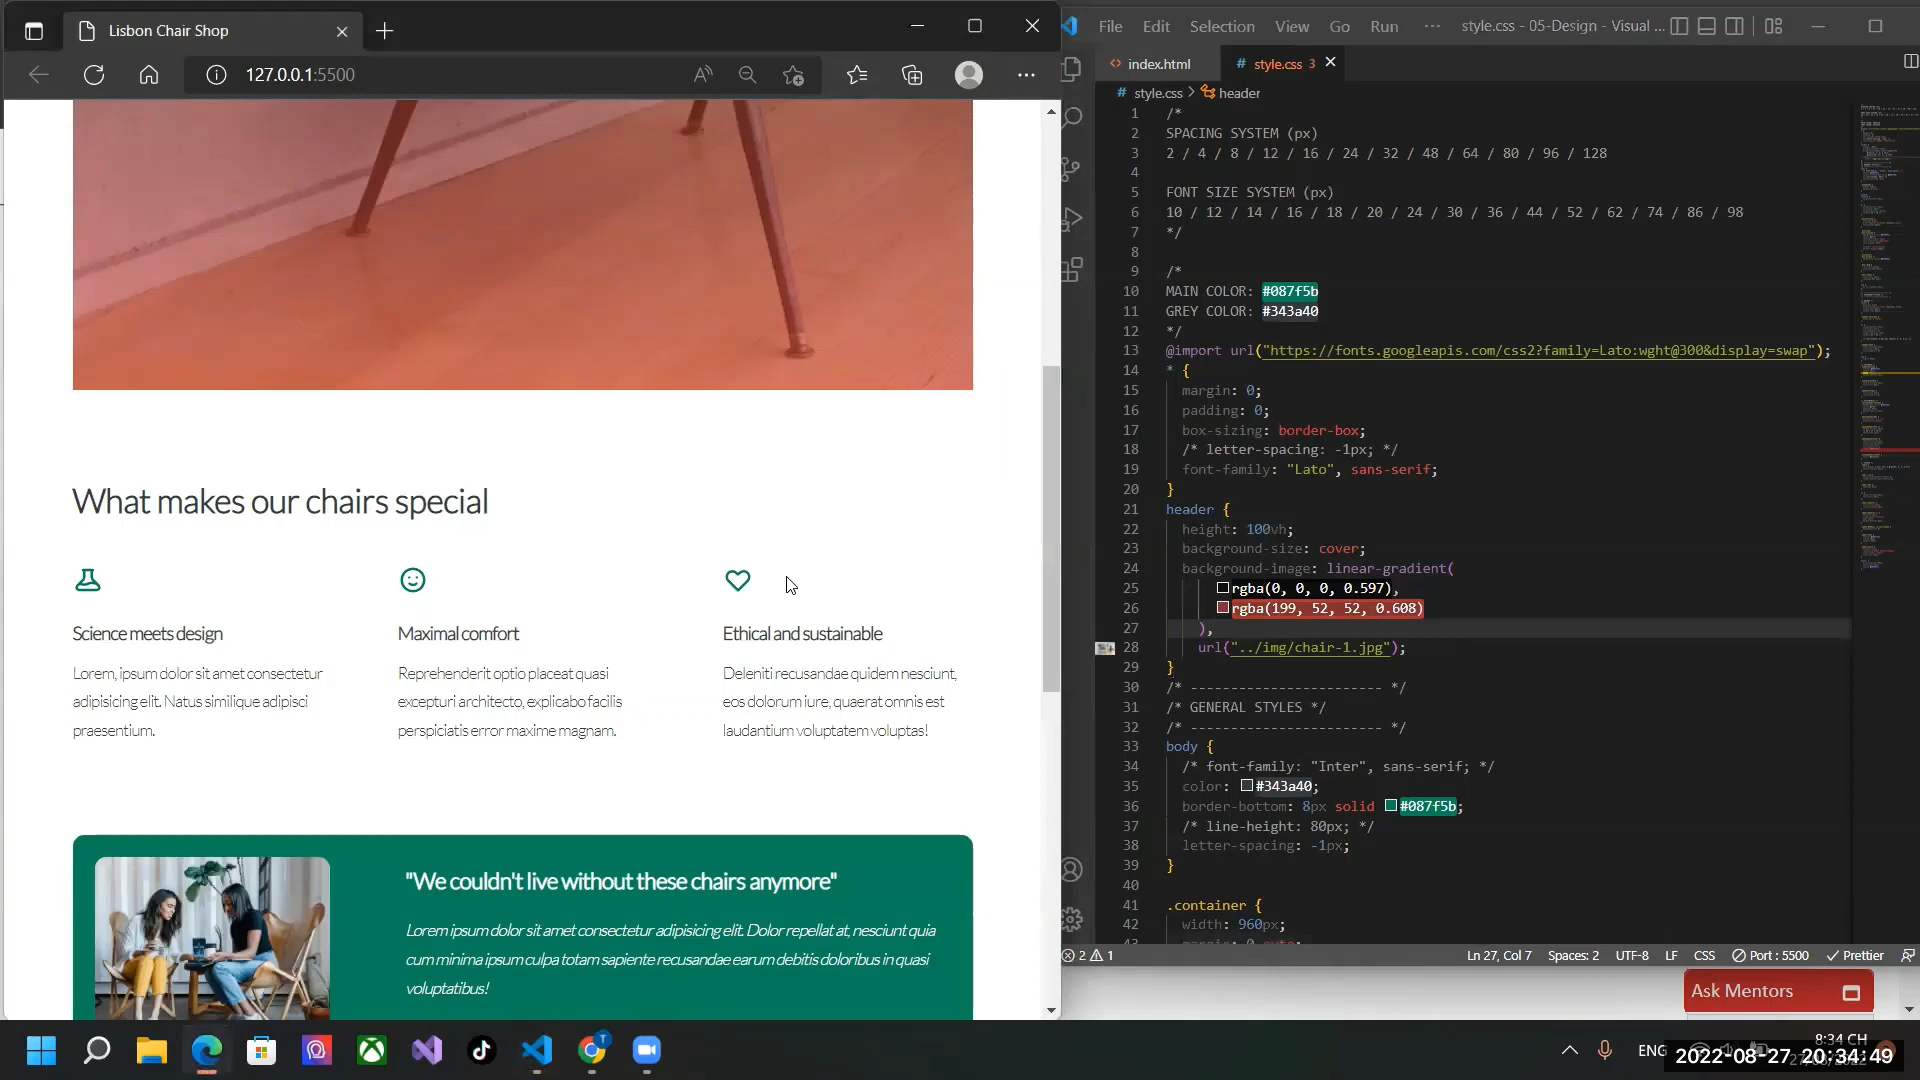 Lisbon Chair Shop
127.0.0.1:5500
What makes our chairs special
Science meets design
Lorem, ipsum dolor sit amet consectetur
adipisicing elit. Natus similique adipisci
praesentium.
Maximal comfort
Reprehenderit optio placeat quasi
excepturi architecto, explicabo facilis
perspiciatis error maxime magnam.
Ethical and sustainable
Deleniti recusandae quidem nesciunt,
eos dolorum iure, quaerat omnis est
laudantium voluptatem voluptas!
"We couldn't live without these chairs anymore"
Lorem ipsum dolor sit amet consectetur adipisicing elit. Dolor repellat at, nesciunt quia
cum minima ipsum culpa totam sapiente recusandae earum debitis doloribus in quasi
voluptatibus!
File Edit Selection View Go Run ··· style.css - 05-Design - Visual ...
index.html
# style.css 3
# style.css > header
1 /*
2 SPACING SYSTEM (px)
3 2 / 4 / 8 / 12 / 16 / 24 / 32 / 48 / 64 / 80 / 96 / 128
4
5 FONT SIZE SYSTEM (px)
6 10 / 12 / 14 / 16 / 18 / 20 / 24 / 30 / 36 / 44 / 52 / 62 / 74 / 86 / 98
7 */
8
9 /*
10 MAIN COLOR: #087f5b
11 GREY COLOR: #343a40
12 */
13 @import url("https://fonts.googleapis.com/css2?family=Lato:wght@300&display=swap");
14 * {
15 margin: 0;
16 padding: 0;
17 box-sizing: border-box;
18 /* letter-spacing: -1px; */
19 font-family: "Lato", sans-serif;
20 }
21 header {
22 height: 100vh;
23 background-size: cover;
24 background-image: linear-gradient(
25 rgba(0, 0, 0, 0.597),
26 rgba(199, 52, 52, 0.608)
27 ),
28 url("../img/chair-1.jpg");
29 }
30 /* ------------------------ */
31 /* GENERAL STYLES */
32 /* ------------------------ */
33 body {
34 /* font-family: "Inter", sans-serif; */
35 color: #343a40;
36 border-bottom: 8px solid #087f5b;
37 /* line-height: 80px; */
38 letter-spacing: -1px;
39 }
40
41 .container {
42 width: 960px;
2 1 Ln 27, Col 7 Spaces: 2 UTF-8 LF CSS Port : 5500 Prettier
Ask Mentors
ENG
8:34 CH
2022-08-27 20:34:49